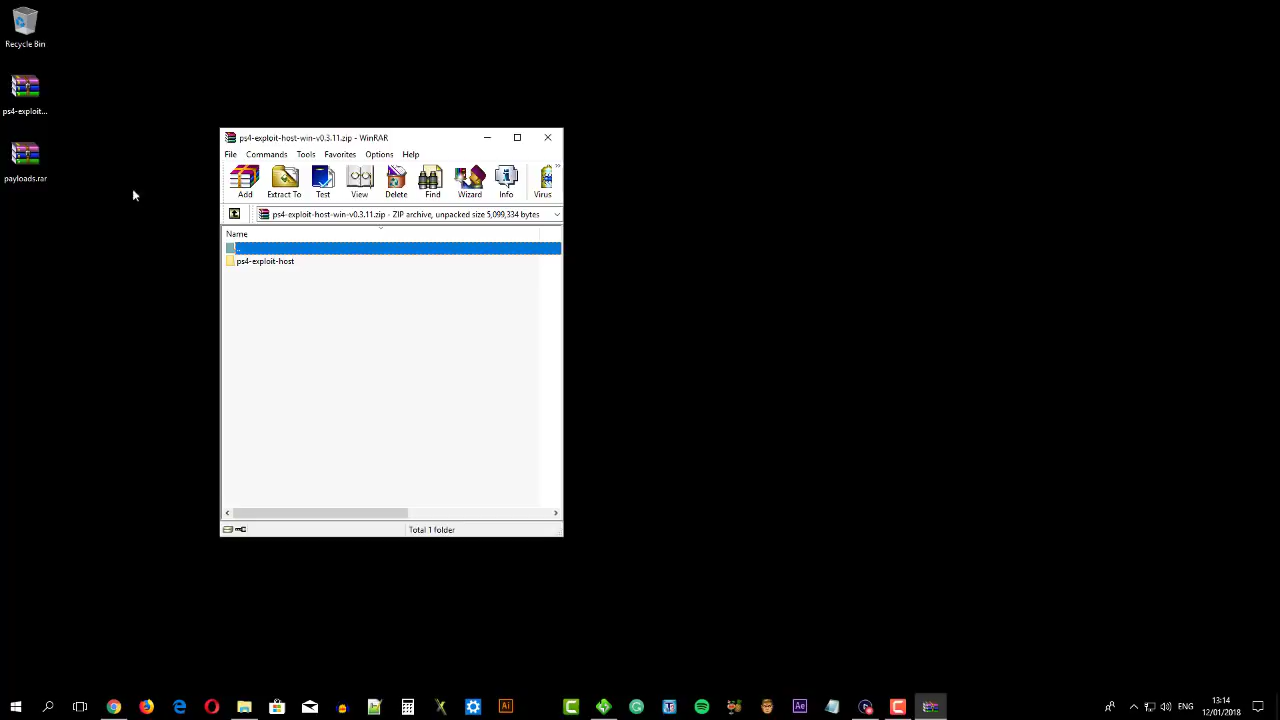 Recycle Bin
ps4-exploit...
payloads.rar
ps4-exploit-host-win-v0.3.11.zip - WinRAR
File Commands Tools Favorites Options Help
Add Extract To Test View Delete Find Wizard Info Virus
ps4-exploit-host-win-v0.3.11.zip - ZIP archive, unpacked size 5,099,334 bytes
Name
..
ps4-exploit-host
Total 1 folder
Ae
Ai
ENG
13:14
12/01/2018